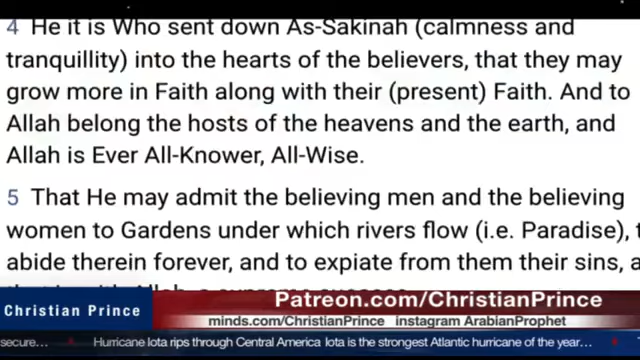 4 He it is Who sent down As-Sakinah (calmness and
tranquillity) into the hearts of the believers, that they may
grow more in Faith along with their (present) Faith. And to
Allah belong the hosts of the heavens and the earth, and
Allah is Ever All-Knower, All-Wise.
5 That He may admit the believing men and the believing
women to Gardens under which rivers flow (i.e. Paradise), t
abide therein forever, and to expiate from them their sins, a
Christian Prince
Patreon.com/ChristianPrince
minds.com/ChristianPrince instagram ArabianProphet
secure... Hurricane Iota rips through Central America Iota is the strongest Atlantic hurricane of the year...